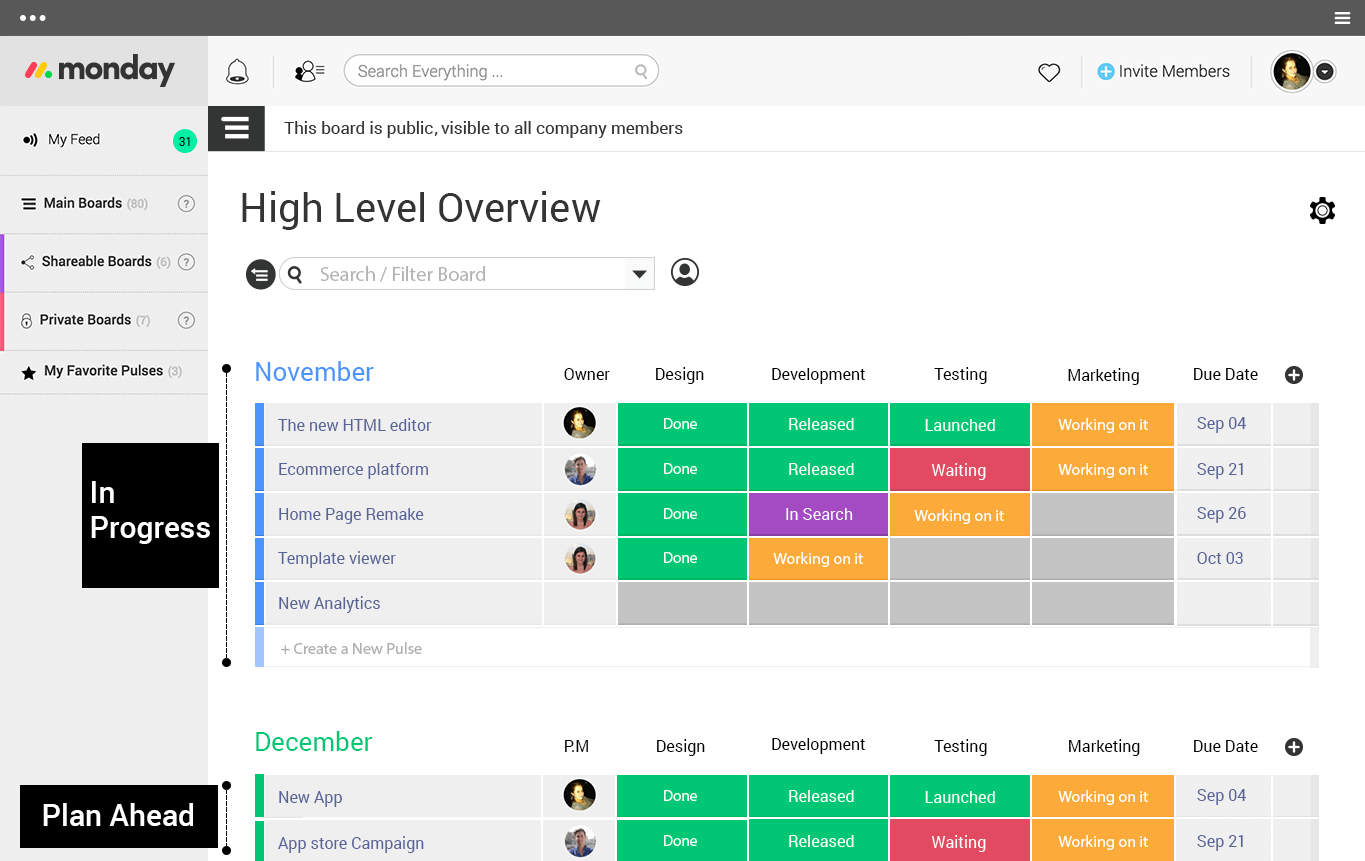 monday
Search Everything ...
Invite Members
My Feed
31
This board is public, visible to all company members
Main Boards (80)
?
Shareable Boards (6)
?
Private Boards (7)
?
My Favorite Pulses (3)
High Level Overview
Search / Filter Board
In
Progress
November
Owner Design Development Testing Marketing Due Date
The new HTML editor Done Released Launched Working on it Sep 04
Ecommerce platform Done Released Waiting Working on it Sep 21
Home Page Remake Done In Search Working on it Sep 26
Template viewer Done Working on it Oct 03
New Analytics
+ Create a New Pulse
Plan Ahead
December
P.M Design Development Testing Marketing Due Date
New App Done Released Launched Working on it Sep 04
App store Campaign Done Released Waiting Working on it Sep 21